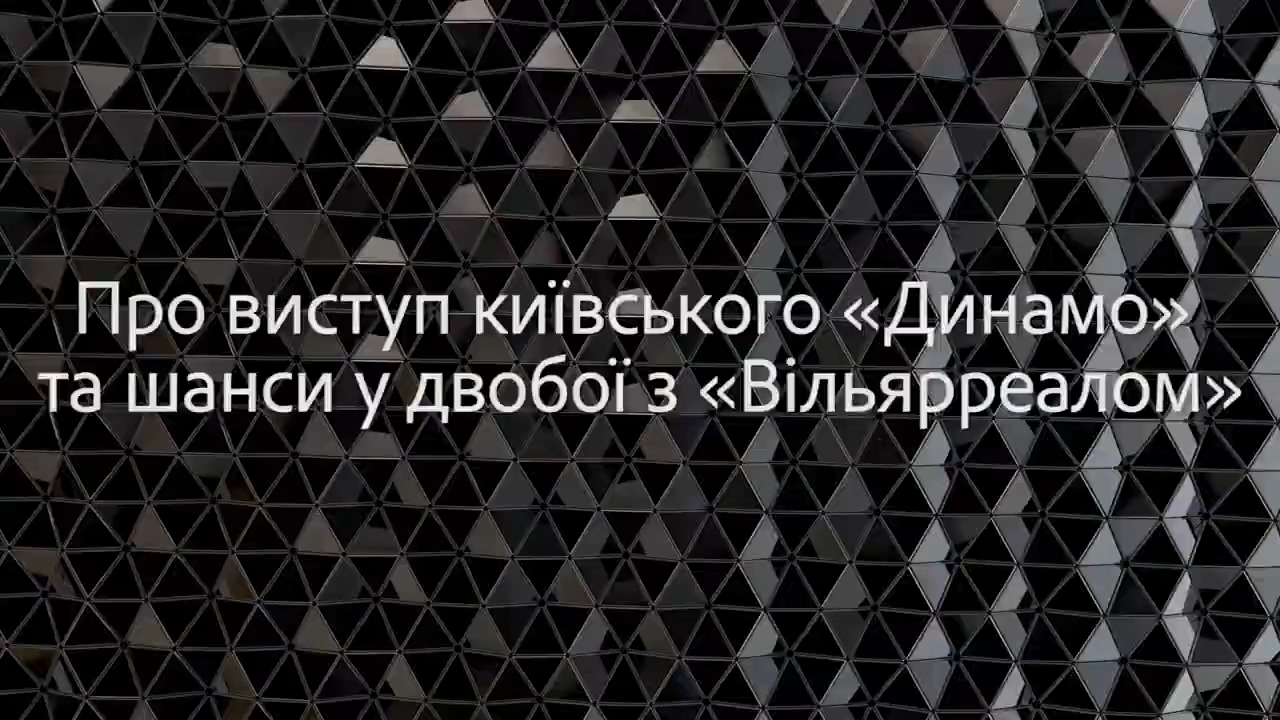 Про виступ київського «Динамо»
та шанси у двобої з «Вільярреалом»